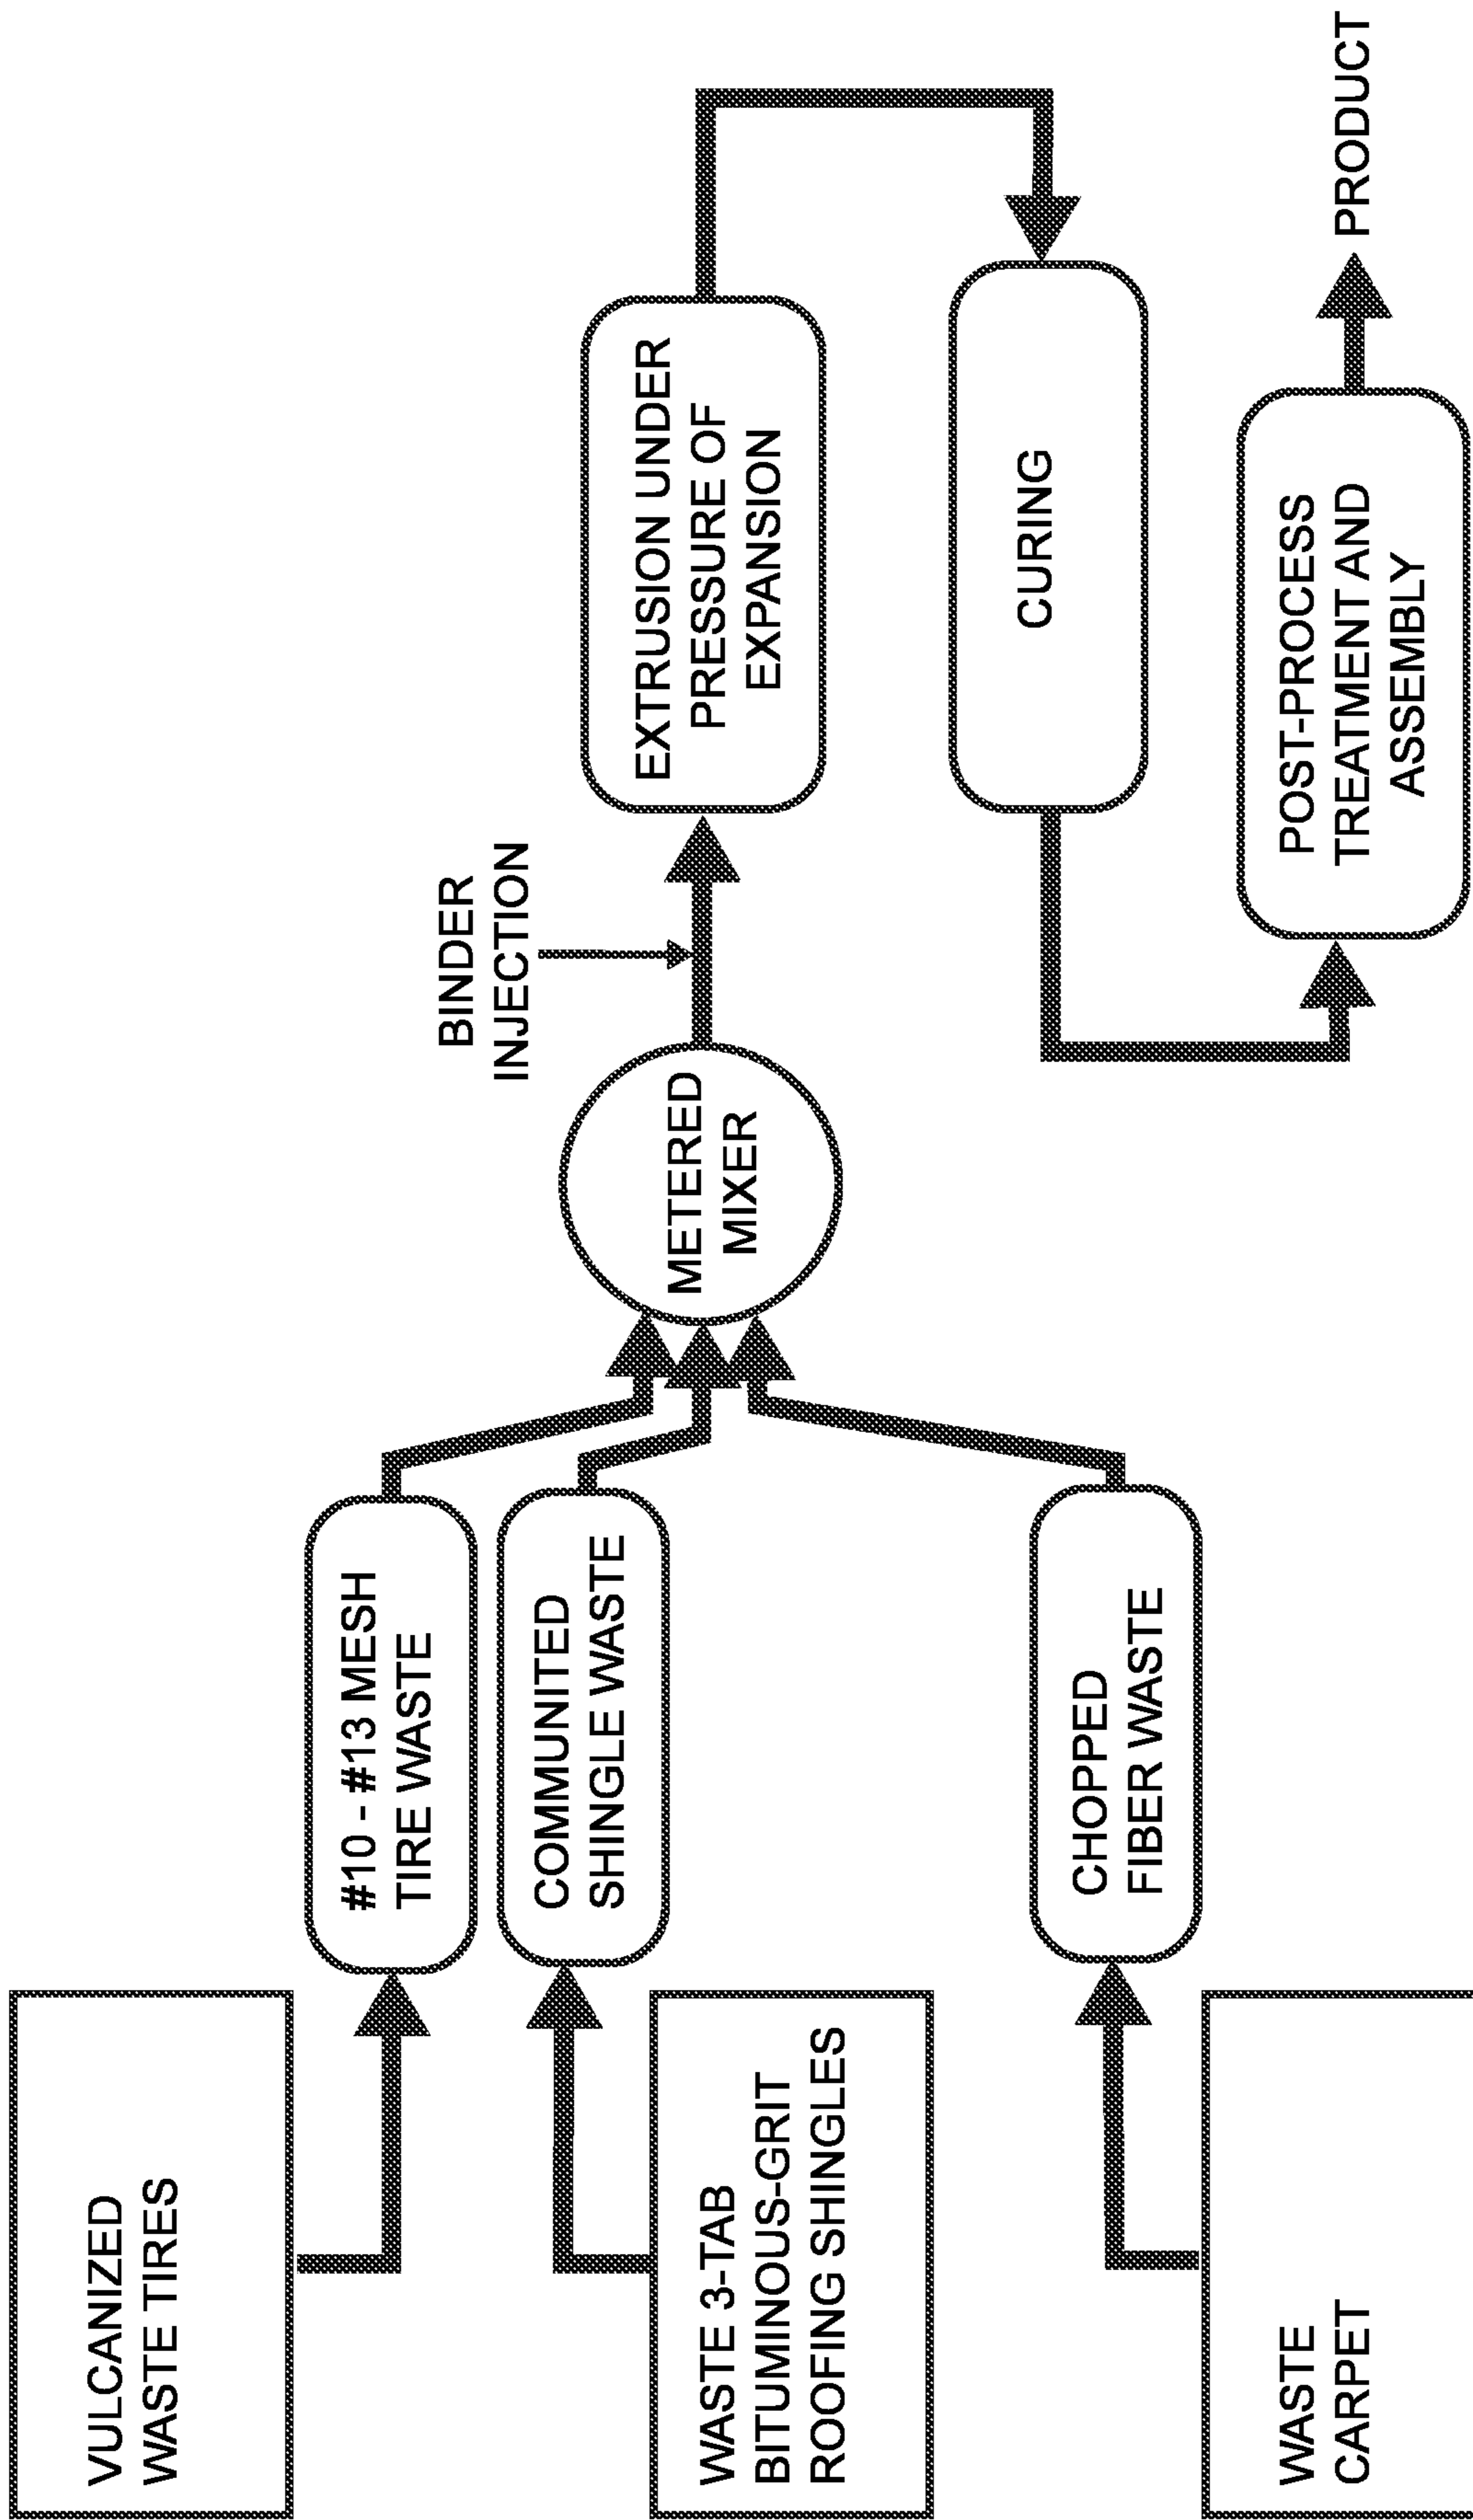 VULCANIZED
WASTE TIRES
#10 - #13 MESH
TIRE WASTE
WASTE 3-TAB
BITUMINOUS-GRIT
ROOFING SHINGLES
COMMUNITED
SHINGLE WASTE
WASTE
CARPET
CHOPPED
FIBER WASTE
METERED
MIXER
BINDER
INJECTION
EXTRUSION UNDER
PRESSURE OF
EXPANSION
CURING
POST-PROCESS
TREATMENT AND
ASSEMBLY
PRODUCT